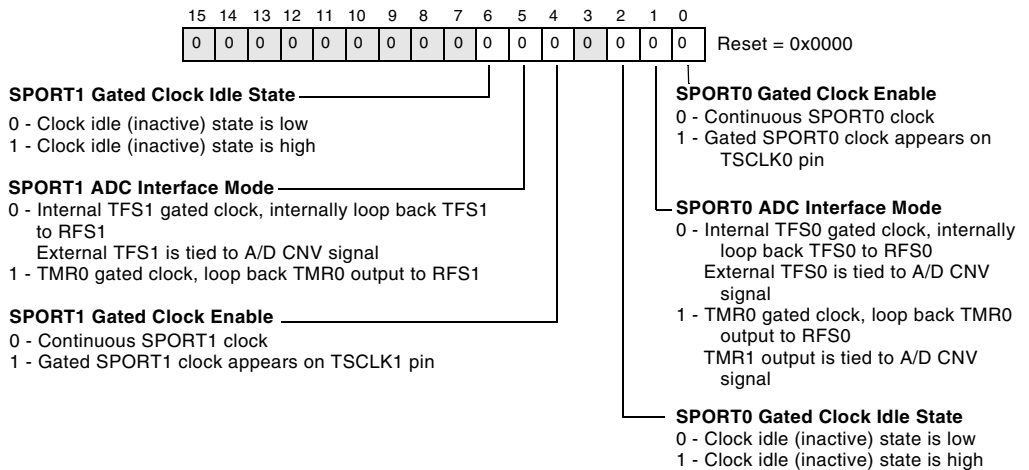 15 14 13 12 11 10 9 8 7 6 5 4 3 2 1 0
0 0 0 0 0 0 0 0 0 0 0 0 0 0 0 0 Reset = 0x0000
SPORT1 Gated Clock Idle State
0 - Clock idle (inactive) state is low
1 - Clock idle (inactive) state is high
SPORT1 ADC Interface Mode
0 - Internal TFS1 gated clock, internally loop back TFS1
to RFS1
External TFS1 is tied to A/D CNV signal
1 - TMR0 gated clock, loop back TMR0 output to RFS1
SPORT1 Gated Clock Enable
0 - Continuous SPORT1 clock
1 - Gated SPORT1 clock appears on TSCLK1 pin
SPORT0 Gated Clock Enable
0 - Continuous SPORT0 clock
1 - Gated SPORT0 clock appears on
TSCLK0 pin
SPORT0 ADC Interface Mode
0 - Internal TFS0 gated clock, internally
loop back TFS0 to RFS0
External TFS0 is tied to A/D CNV
signal
1 - TMR0 gated clock, loop back TMR0
output to RFS0
TMR1 output is tied to A/D CNV
signal
SPORT0 Gated Clock Idle State
0 - Clock idle (inactive) state is low
1 - Clock idle (inactive) state is high